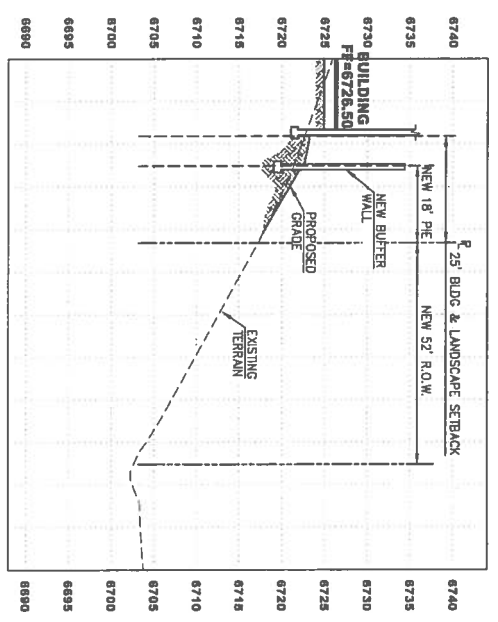 6740
6735
6730
6725
6720
6715
6710
6705
6700
6695
6690
BUILDING
FF=6726.50
NEW 18' PIE
NEW BUFFER
WALL
PROPOSED
GRADE
PL
25' BLDG & LANDSCAPE SETBACK
NEW 52' R.O.W.
EXISTING
TERRAIN
6740
6735
6730
6725
6720
6715
6710
6705
6700
6695
6690